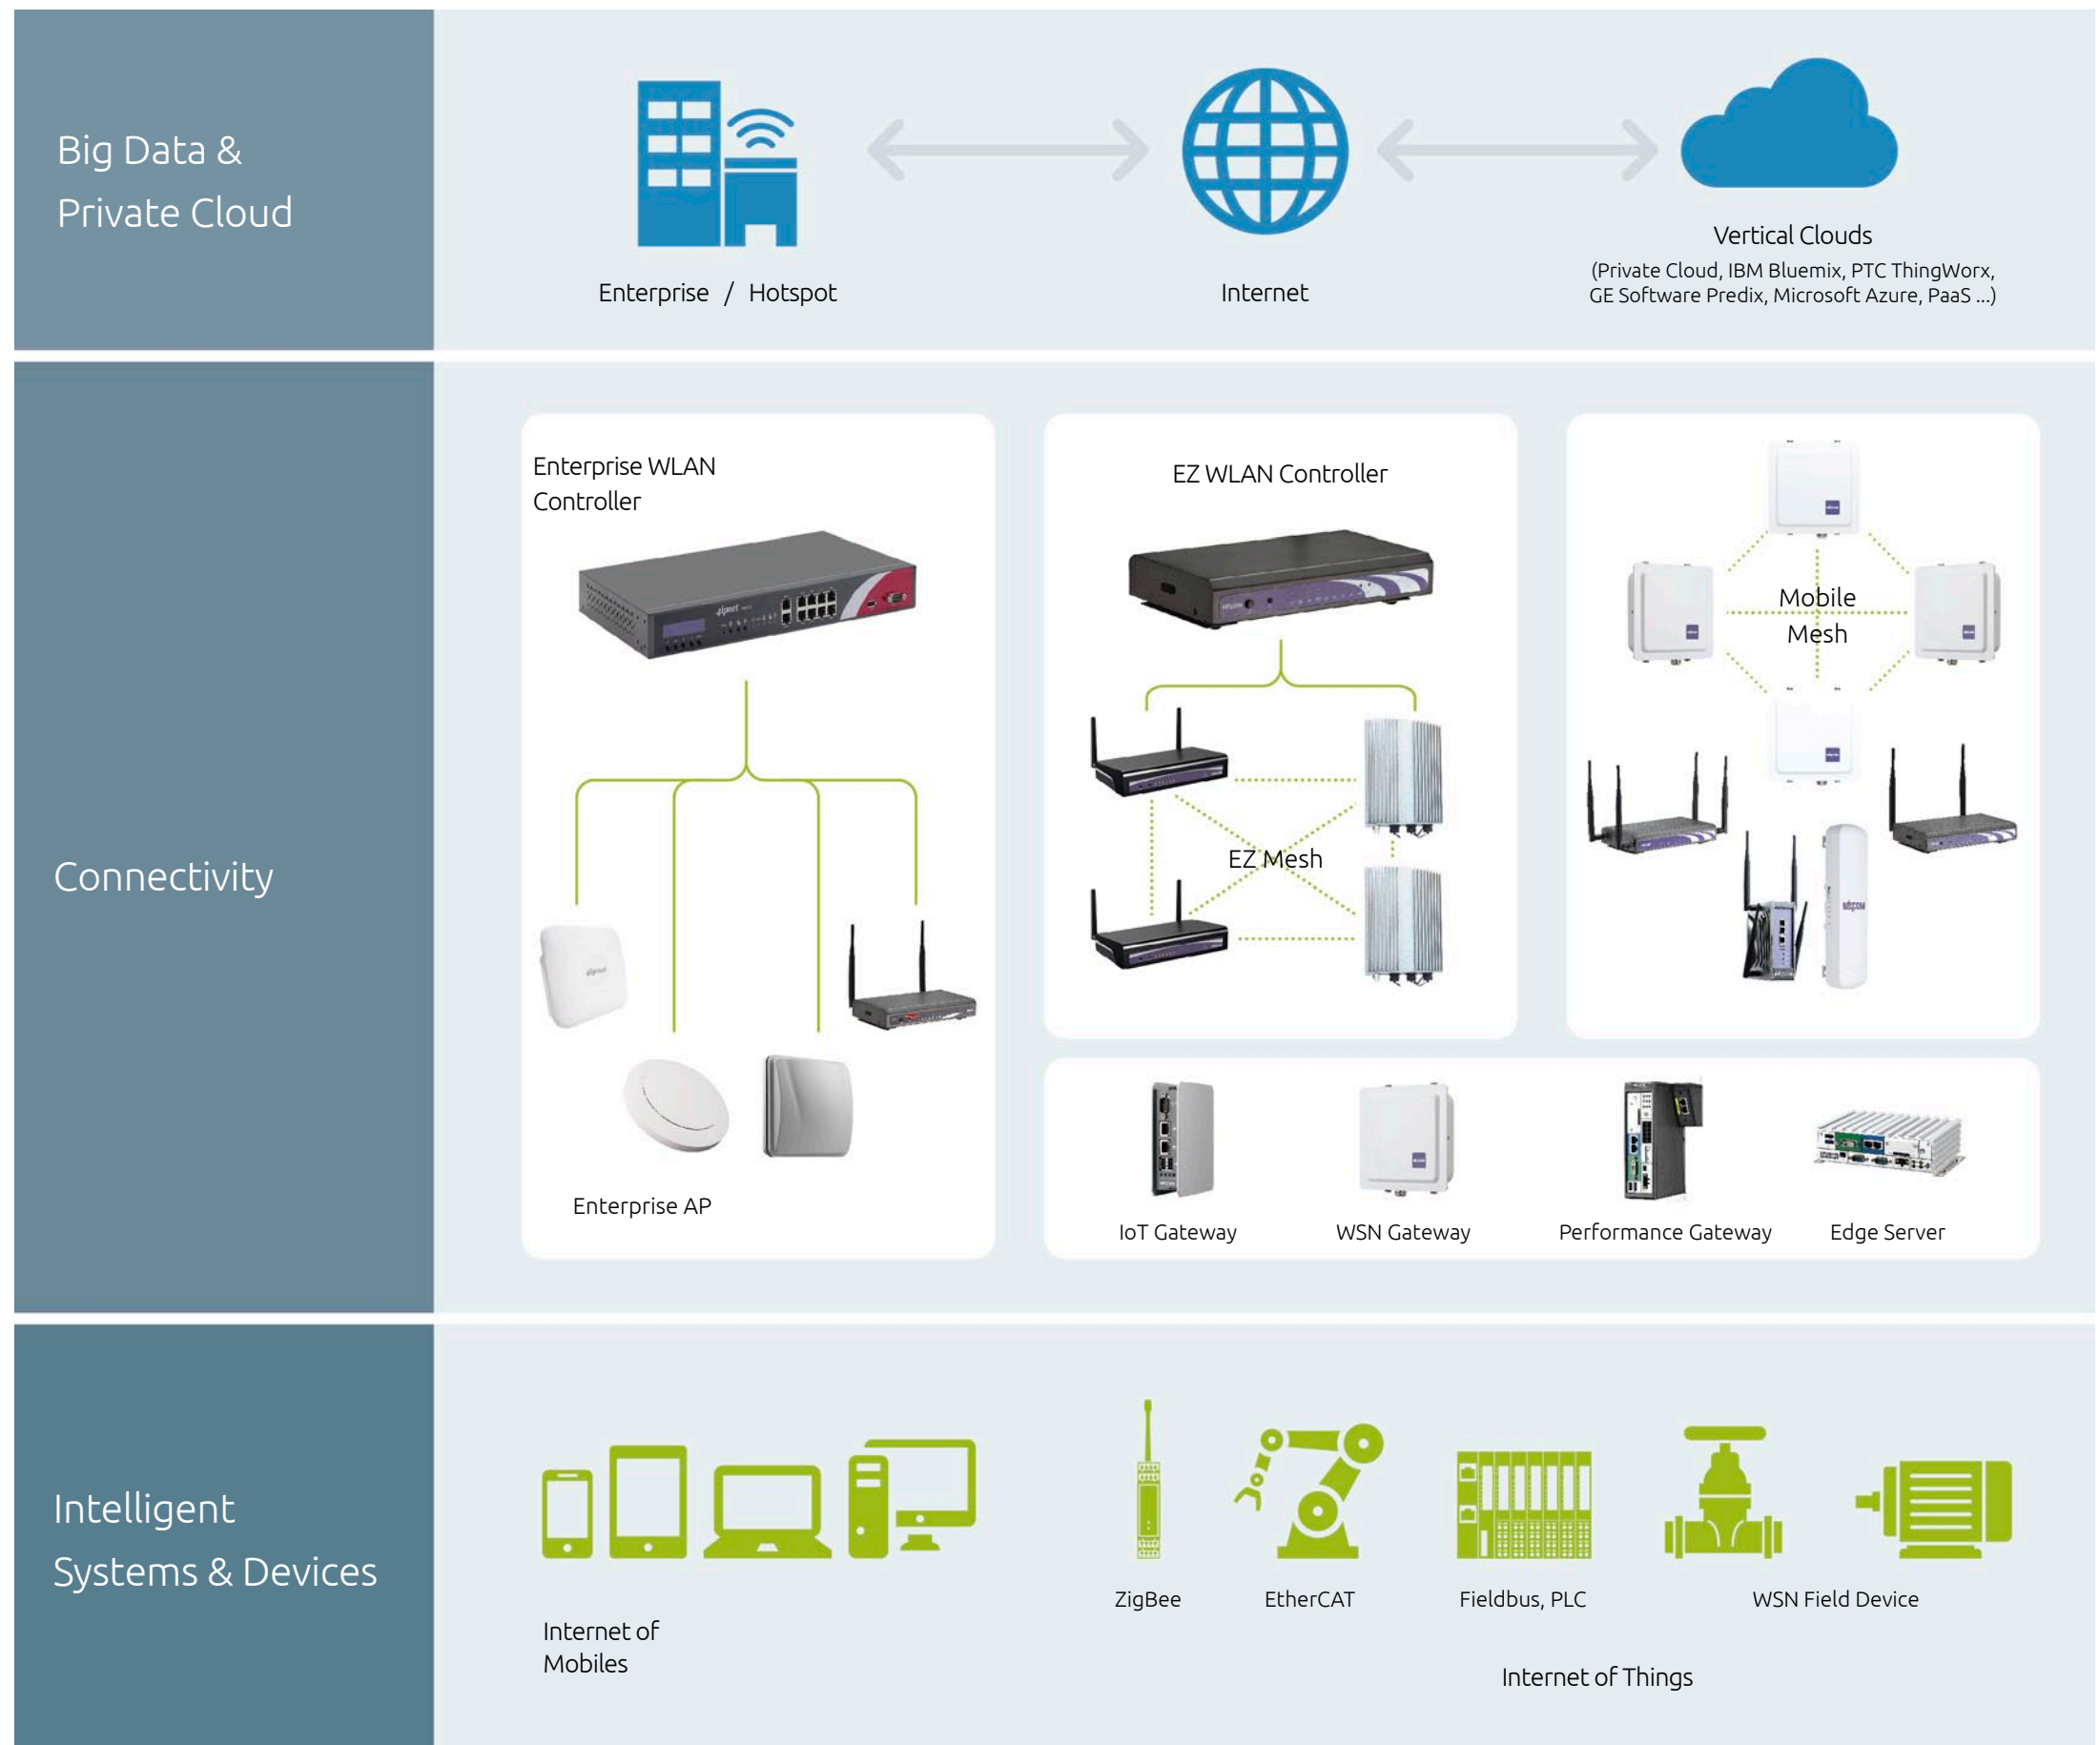 Big Data &
Private Cloud
Enterprise / Hotspot
Internet
Vertical Clouds
(Private Cloud, IBM Bluemix, PTC ThingWorx,
GE Software Predix, Microsoft Azure, PaaS ...)
Connectivity
Enterprise WLAN
Controller
4ipnet
Enterprise AP
EZ WLAN Controller
EZ Mesh
Mobile
Mesh
NEXCOM
IoT Gateway
WSN Gateway
Performance Gateway
Edge Server
Intelligent
Systems & Devices
Internet of
Mobiles
ZigBee
EtherCAT
Fieldbus, PLC
WSN Field Device
Internet of Things